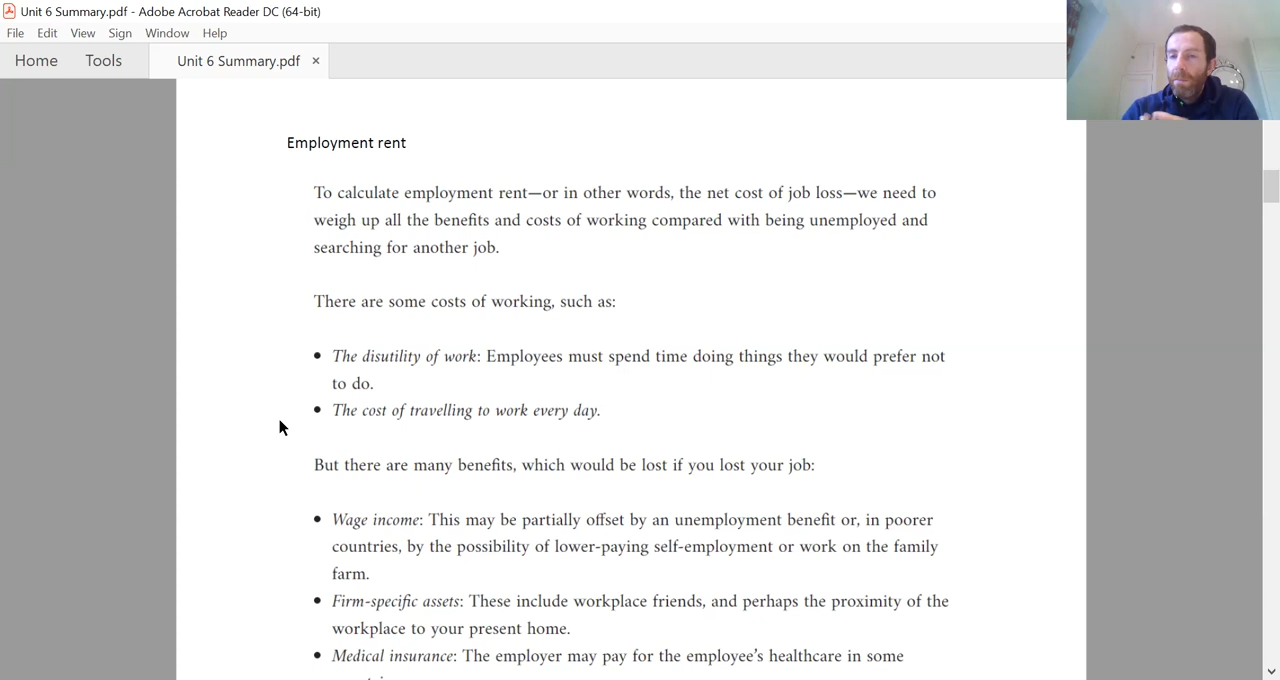 Unit 6 Summary.pdf - Adobe Acrobat Reader DC (64-bit)
File Edit View Sign Window Help
Home Tools Unit 6 Summary.pdf ×
Employment rent
To calculate employment rent—or in other words, the net cost of job loss—we need to
weigh up all the benefits and costs of working compared with being unemployed and
searching for another job.
There are some costs of working, such as:
• The disutility of work: Employees must spend time doing things they would prefer not
to do.
• The cost of travelling to work every day.
But there are many benefits, which would be lost if you lost your job:
• Wage income: This may be partially offset by an unemployment benefit or, in poorer
countries, by the possibility of lower-paying self-employment or work on the family
farm.
• Firm-specific assets: These include workplace friends, and perhaps the proximity of the
workplace to your present home.
• Medical insurance: The employer may pay for the employee's healthcare in some